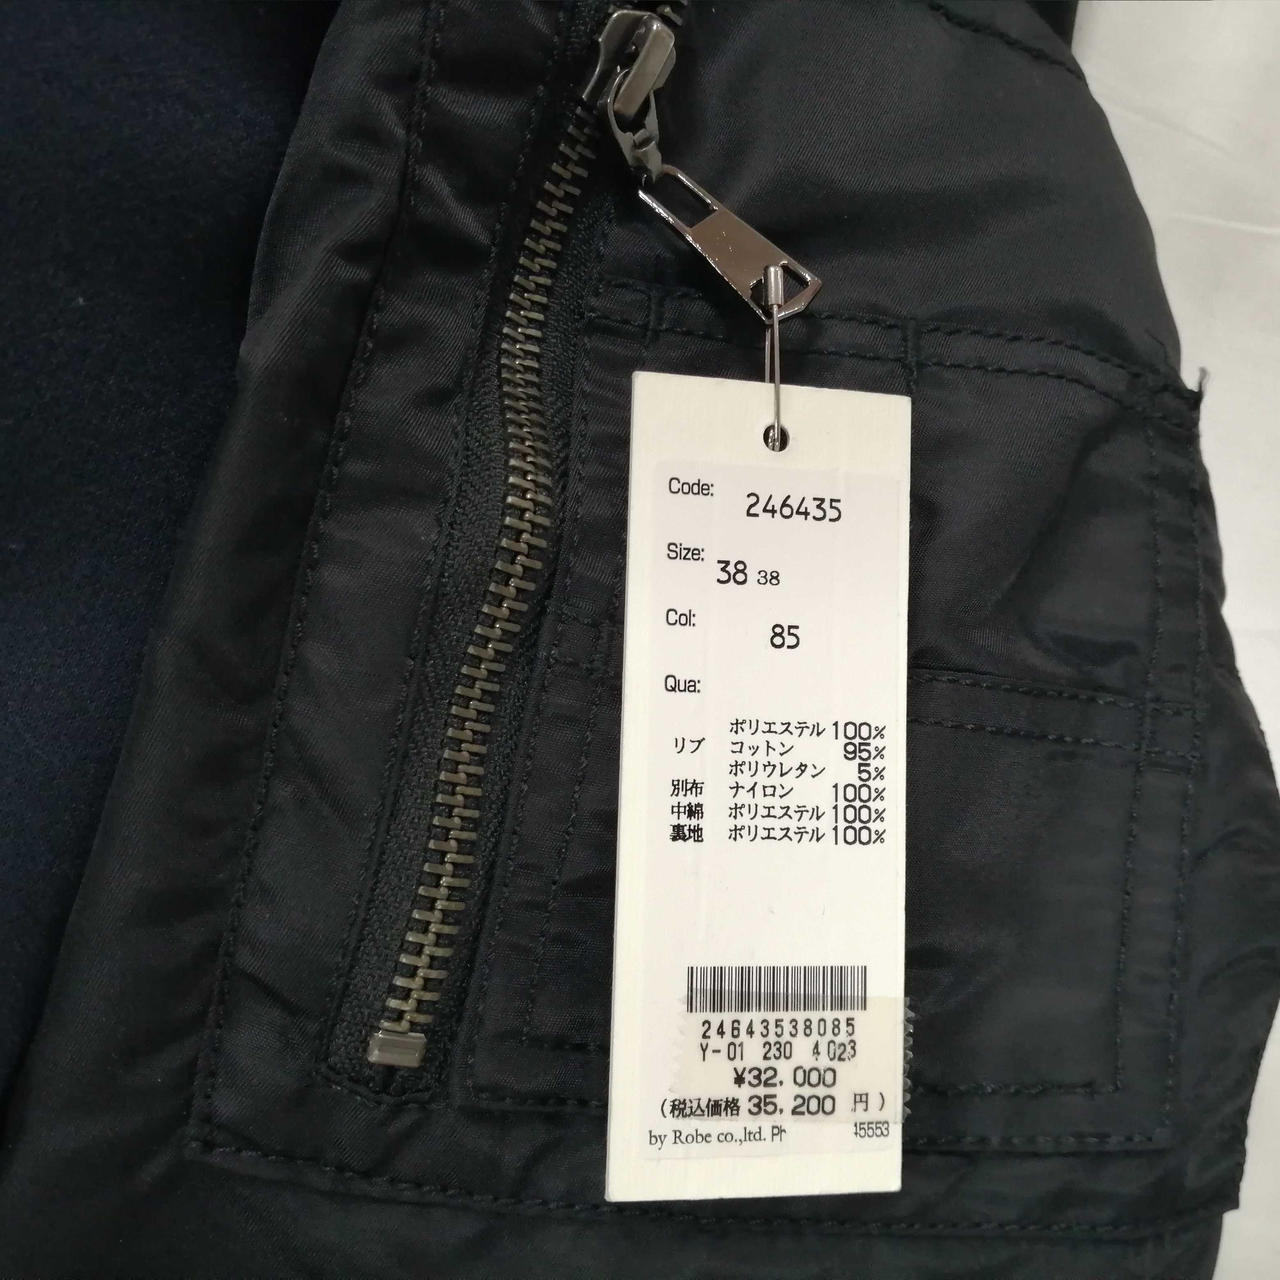 Code: 246435
Size: 38 38
Col: 85
Qua:
ポリエステル 100%
リブ コットン 95%
ポリウレタン 5%
別布 ナイロン 100%
中綿 ポリエステル 100%
裏地 ポリエステル 100%
24643538085
Y-01 230 4023
¥32,000
(税込価格 35,200 円)
by Robe co.,ltd. 45553